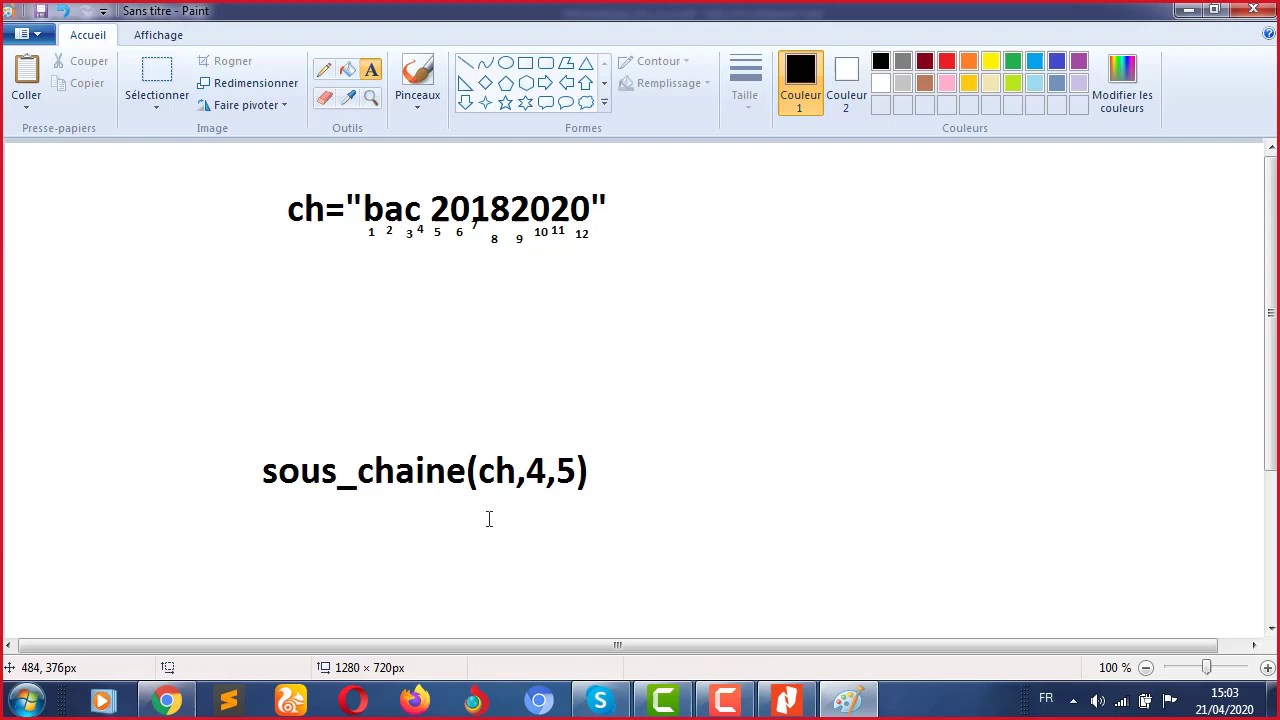 Sans titre - Paint
Accueil Affichage
Coller
Couper
Copier
Presse-papiers
Sélectionner
Rogner
Redimensionner
Faire pivoter
Image
A
Outils
Pinceaux
Formes
Contour
Remplissage
Taille
Couleur
1
Couleur
2
Modifier les
couleurs
Couleurs
ch="bac 20182020"
1 2 3 4 5 6 7 8 9 10 11 12
sous_chaine(ch,4,5)
484, 376px
1280 × 720px
100 %
FR
15:03
21/04/2020